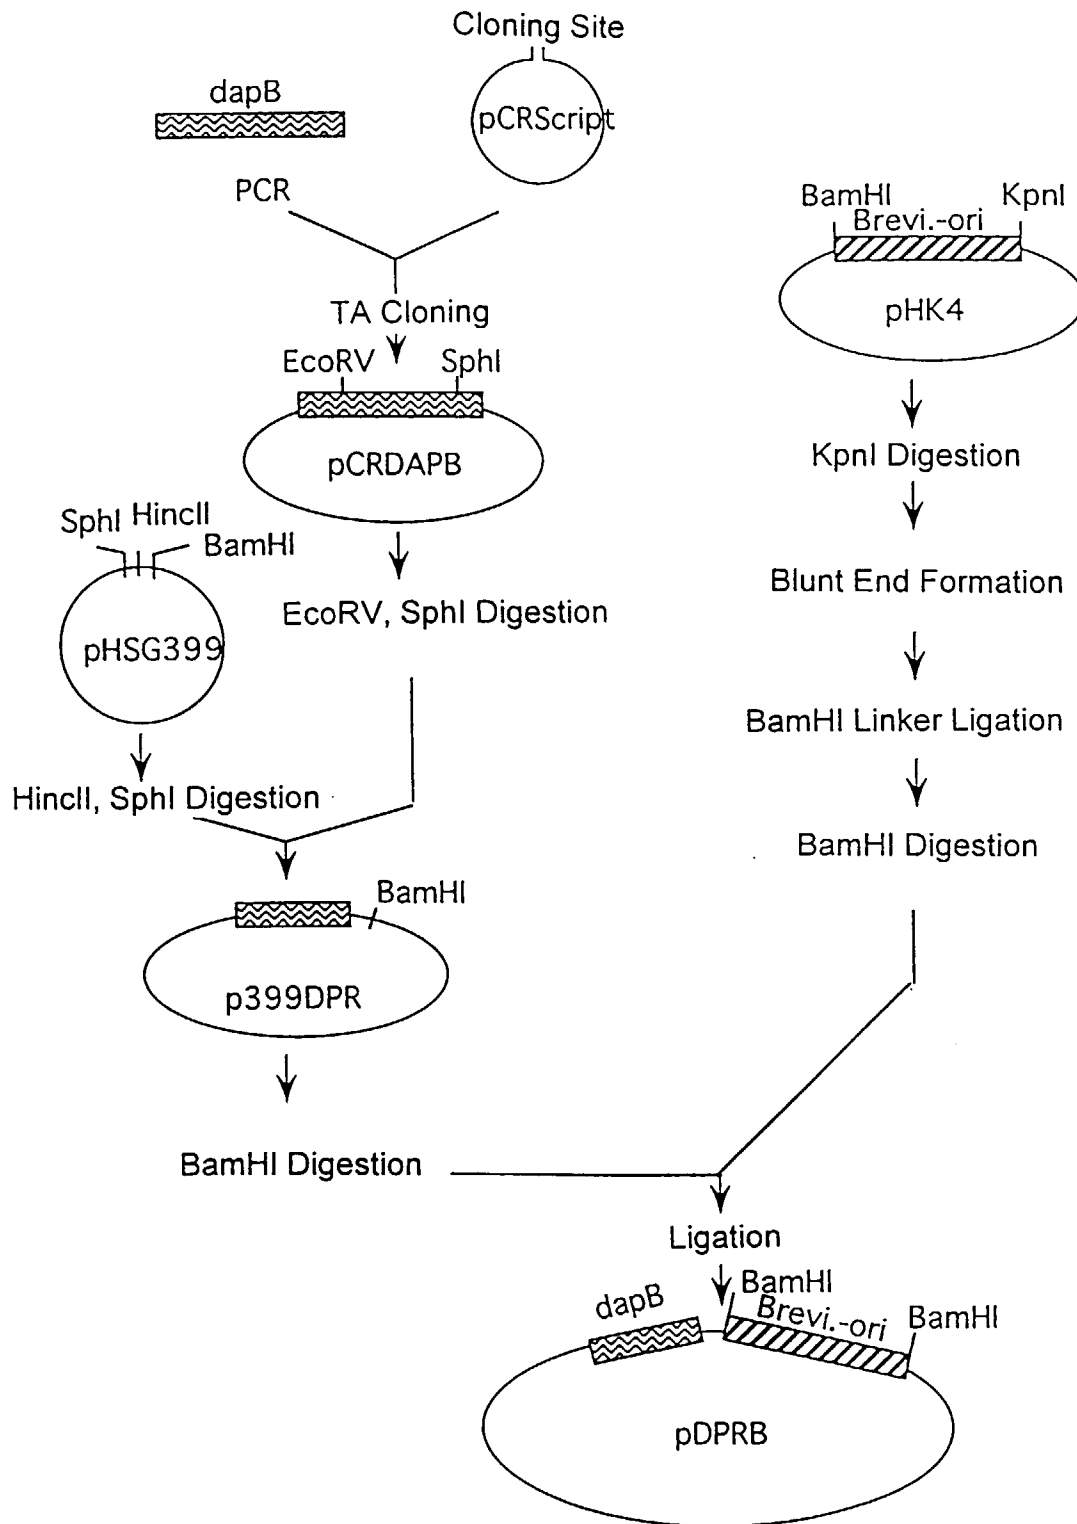 Cloning Site
dapB
pCRScript
PCR
BamHI
KpnI
Brevi.-ori
pHK4
TA Cloning
EcoRV
SphI
pCRDAPB
KpnI Digestion
SphI
HincII
BamHI
pHSG399
EcoRV, SphI Digestion
Blunt End Formation
BamHI Linker Ligation
HincII, SphI Digestion
BamHI Digestion
BamHI
p399DPR
BamHI Digestion
Ligation
dapB
BamHI
Brevi.-ori
BamHI
pDPRB